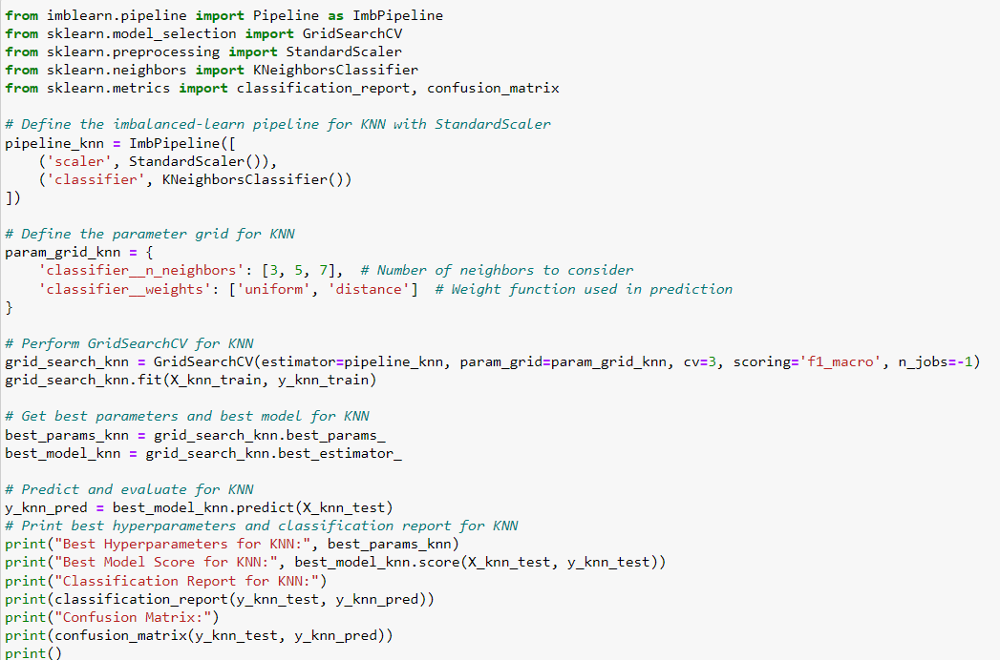 from imblearn.pipeline import Pipeline as ImbPipeline
from sklearn.model_selection import GridSearchCV
from sklearn.preprocessing import StandardScaler
from sklearn.neighbors import KNeighborsClassifier
from sklearn.metrics import classification_report, confusion_matrix

# Define the imbalanced-learn pipeline for KNN with StandardScaler
pipeline_knn = ImbPipeline([
    ('scaler', StandardScaler()),
    ('classifier', KNeighborsClassifier())
])

# Define the parameter grid for KNN
param_grid_knn = {
    'classifier__n_neighbors': [3, 5, 7],  # Number of neighbors to consider
    'classifier__weights': ['uniform', 'distance']  # Weight function used in prediction
}

# Perform GridSearchCV for KNN
grid_search_knn = GridSearchCV(estimator=pipeline_knn, param_grid=param_grid_knn, cv=3, scoring='f1_macro', n_jobs=-1)
grid_search_knn.fit(X_knn_train, y_knn_train)

# Get best parameters and best model for KNN
best_params_knn = grid_search_knn.best_params_
best_model_knn = grid_search_knn.best_estimator_

# Predict and evaluate for KNN
y_knn_pred = best_model_knn.predict(X_knn_test)
# Print best hyperparameters and classification report for KNN
print("Best Hyperparameters for KNN:", best_params_knn)
print("Best Model Score for KNN:", best_model_knn.score(X_knn_test, y_knn_test))
print("Classification Report for KNN:")
print(classification_report(y_knn_test, y_knn_pred))
print("Confusion Matrix:")
print(confusion_matrix(y_knn_test, y_knn_pred))
print()